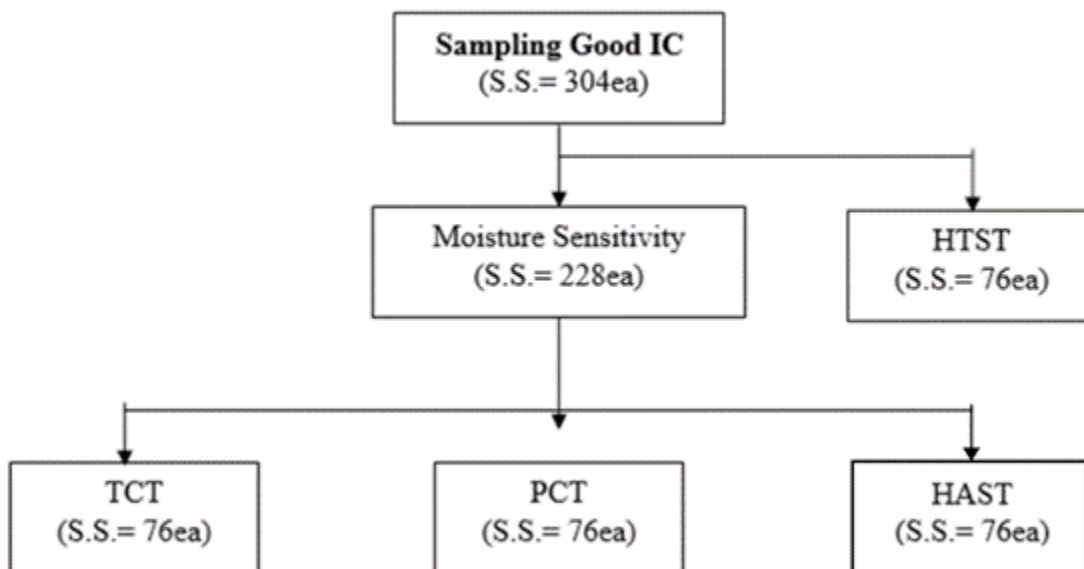 Sampling Good IC
(S.S.= 304ea)
Moisture Sensitivity
(S.S.= 228ea)
HTST
(S.S.= 76ea)
TCT
(S.S.= 76ea)
PCT
(S.S.= 76ea)
HAST
(S.S.= 76ea)